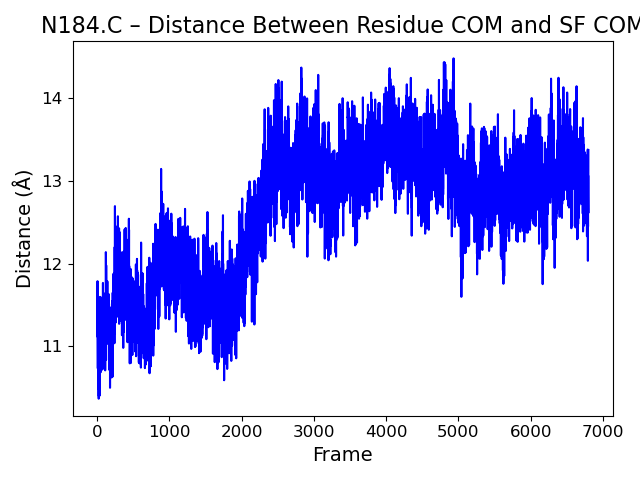 N184.C – Distance Between Residue COM and SF COM
14
13
12
11
Distance (Å)
0 1000 2000 3000 4000 5000 6000 7000
Frame